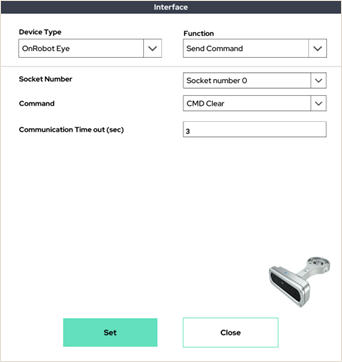 Interface
Device Type
Function
OnRobot Eye
Send Command
Socket Number
Socket number 0
Command
CMD Clear
Communication Time out (sec)
3
Set
Close